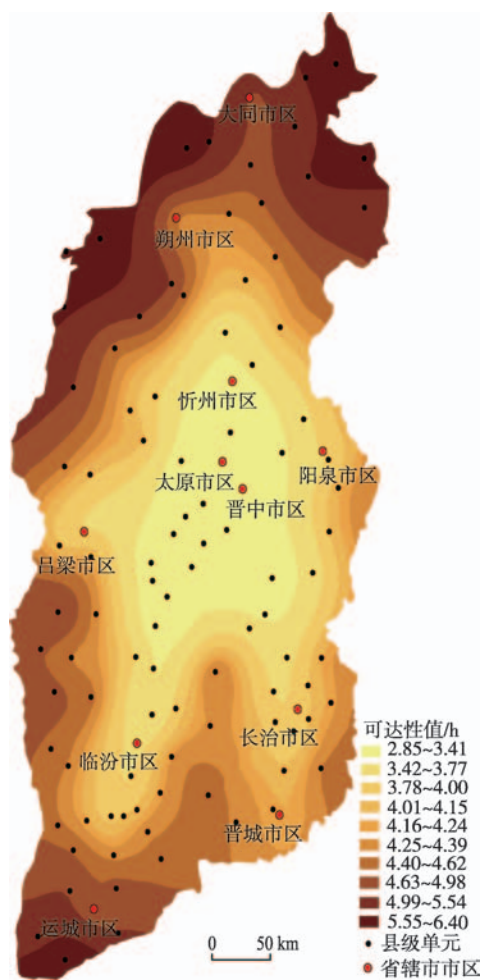 大同市区
朔州市区
忻州市区
太原市区
阳泉市区
晋中市区
吕梁市区
长治市区
临汾市区
晋城市区
运城市区
可达性值/h
2.85~3.41
3.42~3.77
3.78~4.00
4.01~4.15
4.16~4.24
4.25~4.39
4.40~4.62
4.63~4.98
4.99~5.54
5.55~6.40
县级单元
省辖市市区
0 50 km